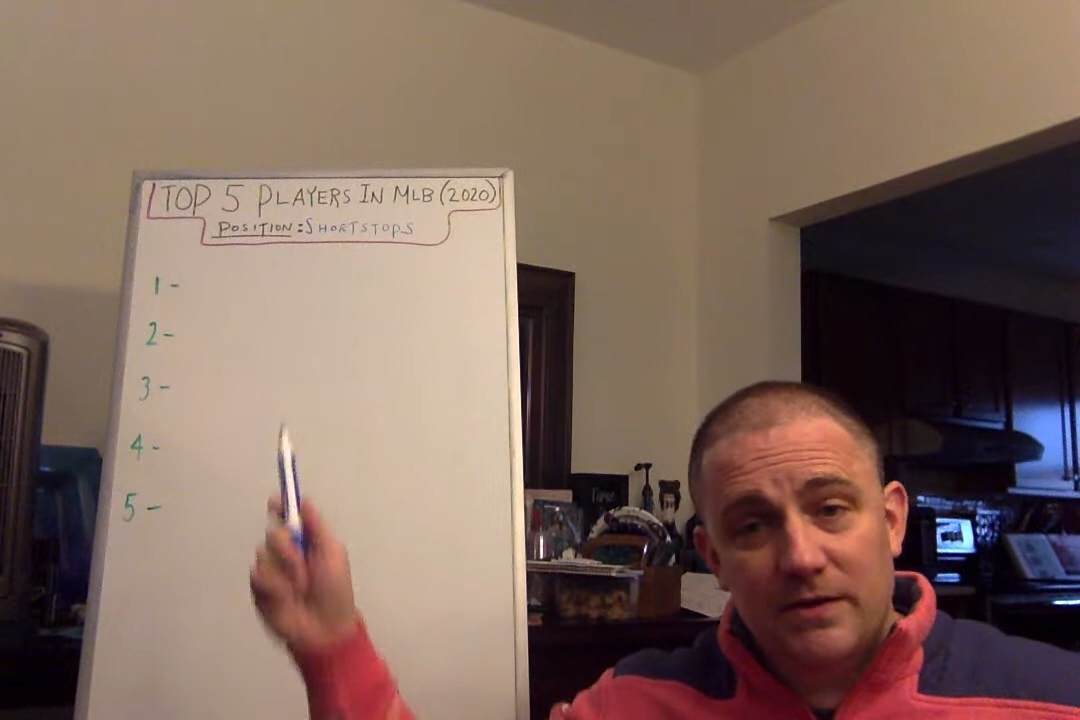 TOP 5 PLAYERS IN MLB (2020)
POSITION: SHORTSTOPS
1-
2-
3-
4-
5-